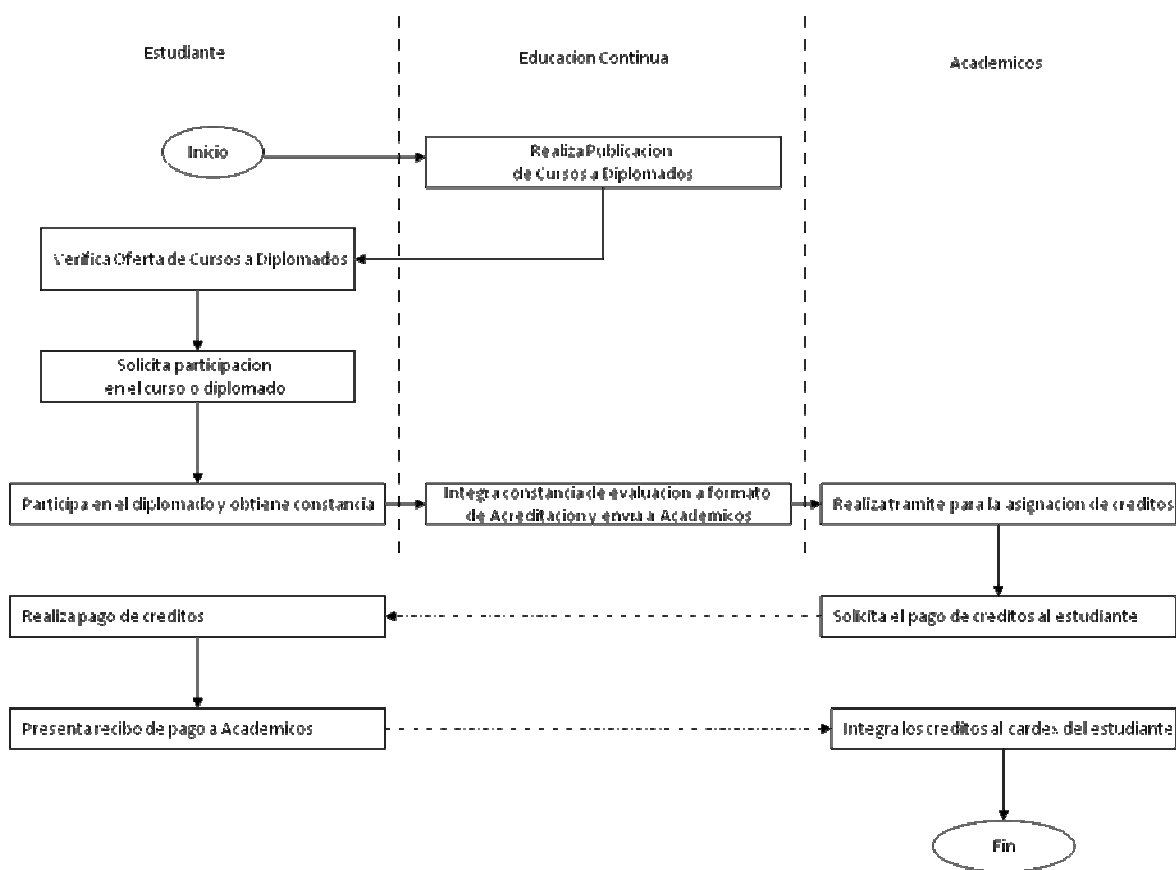 Estudiante
Educacion Continua
Academicos
Inicio
Realiza Publicacion
de Cursos a Diplomados
Verifica Oferta de Cursos a Diplomados
Solicita participacion
en el curso o diplomado
Participa en el diplomado y obtiene constancia
Integra constancia de evaluacion a formato
de Acreditacion y envia a Academicos
Realiza tramite para la asignacion de creditos
Realiza pago de creditos
Solicita el pago de creditos al estudiante
Presenta recibo de pago a Academicos
Integra los creditos al cardex del estudiante
Fin